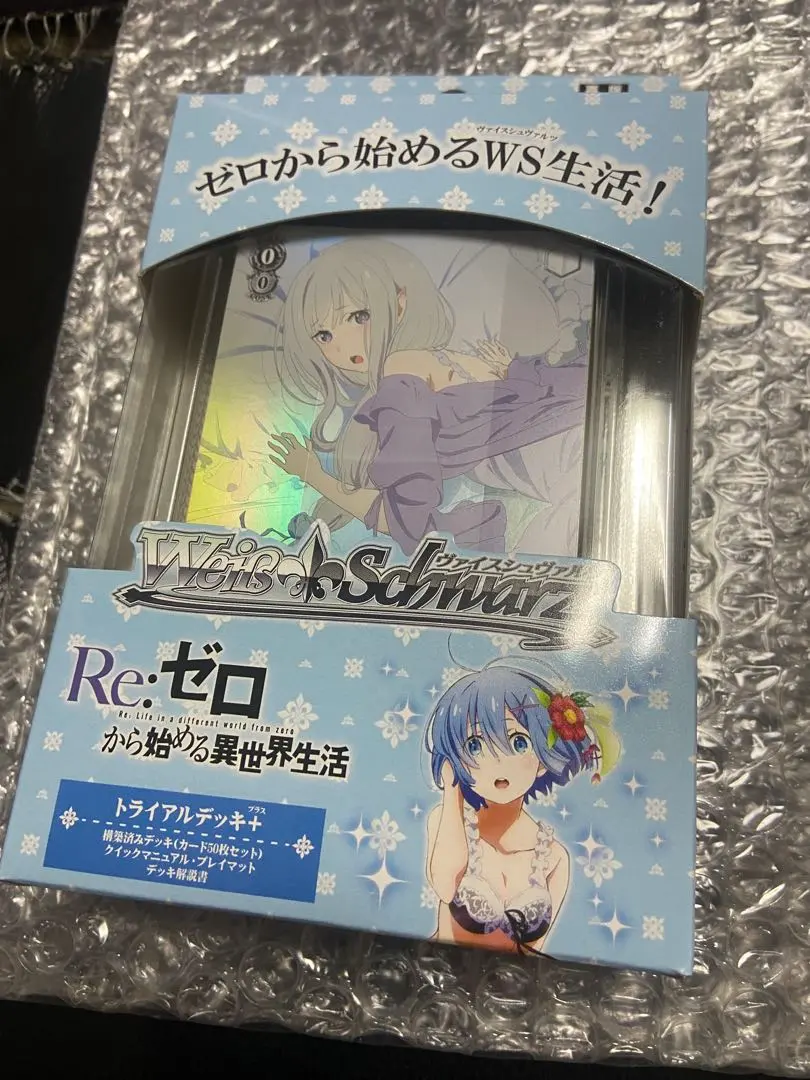 ヴァイスシュヴァルツ
ゼロから始めるWS生活!
0
0
Weiß Schwarz
ヴァイスシュヴァル
Re:ゼロ
Re: Life in a different world from zero
から始める異世界生活
プラス
トライアルデッキ+
構築済みデッキ(カード50枚セット)
クイックマニュアル・プレイマット
デッキ解説書